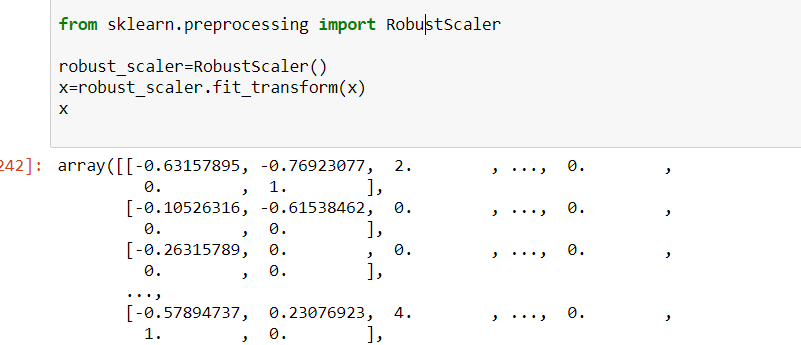 from sklearn.preprocessing import RobustScaler
robust_scaler=RobustScaler()
x=robust_scaler.fit_transform(x)
x
242]: array([[-0.63157895, -0.76923077, 2. , ..., 0. ,
0. , 1. ],
[-0.10526316, -0.61538462, 0. , ..., 0. ,
0. , 0. ],
[-0.26315789, 0. , 0. , ..., 0. ,
0. , 0. ],
...,
[-0.57894737, 0.23076923, 4. , ..., 0. ,
1. , 0. ],